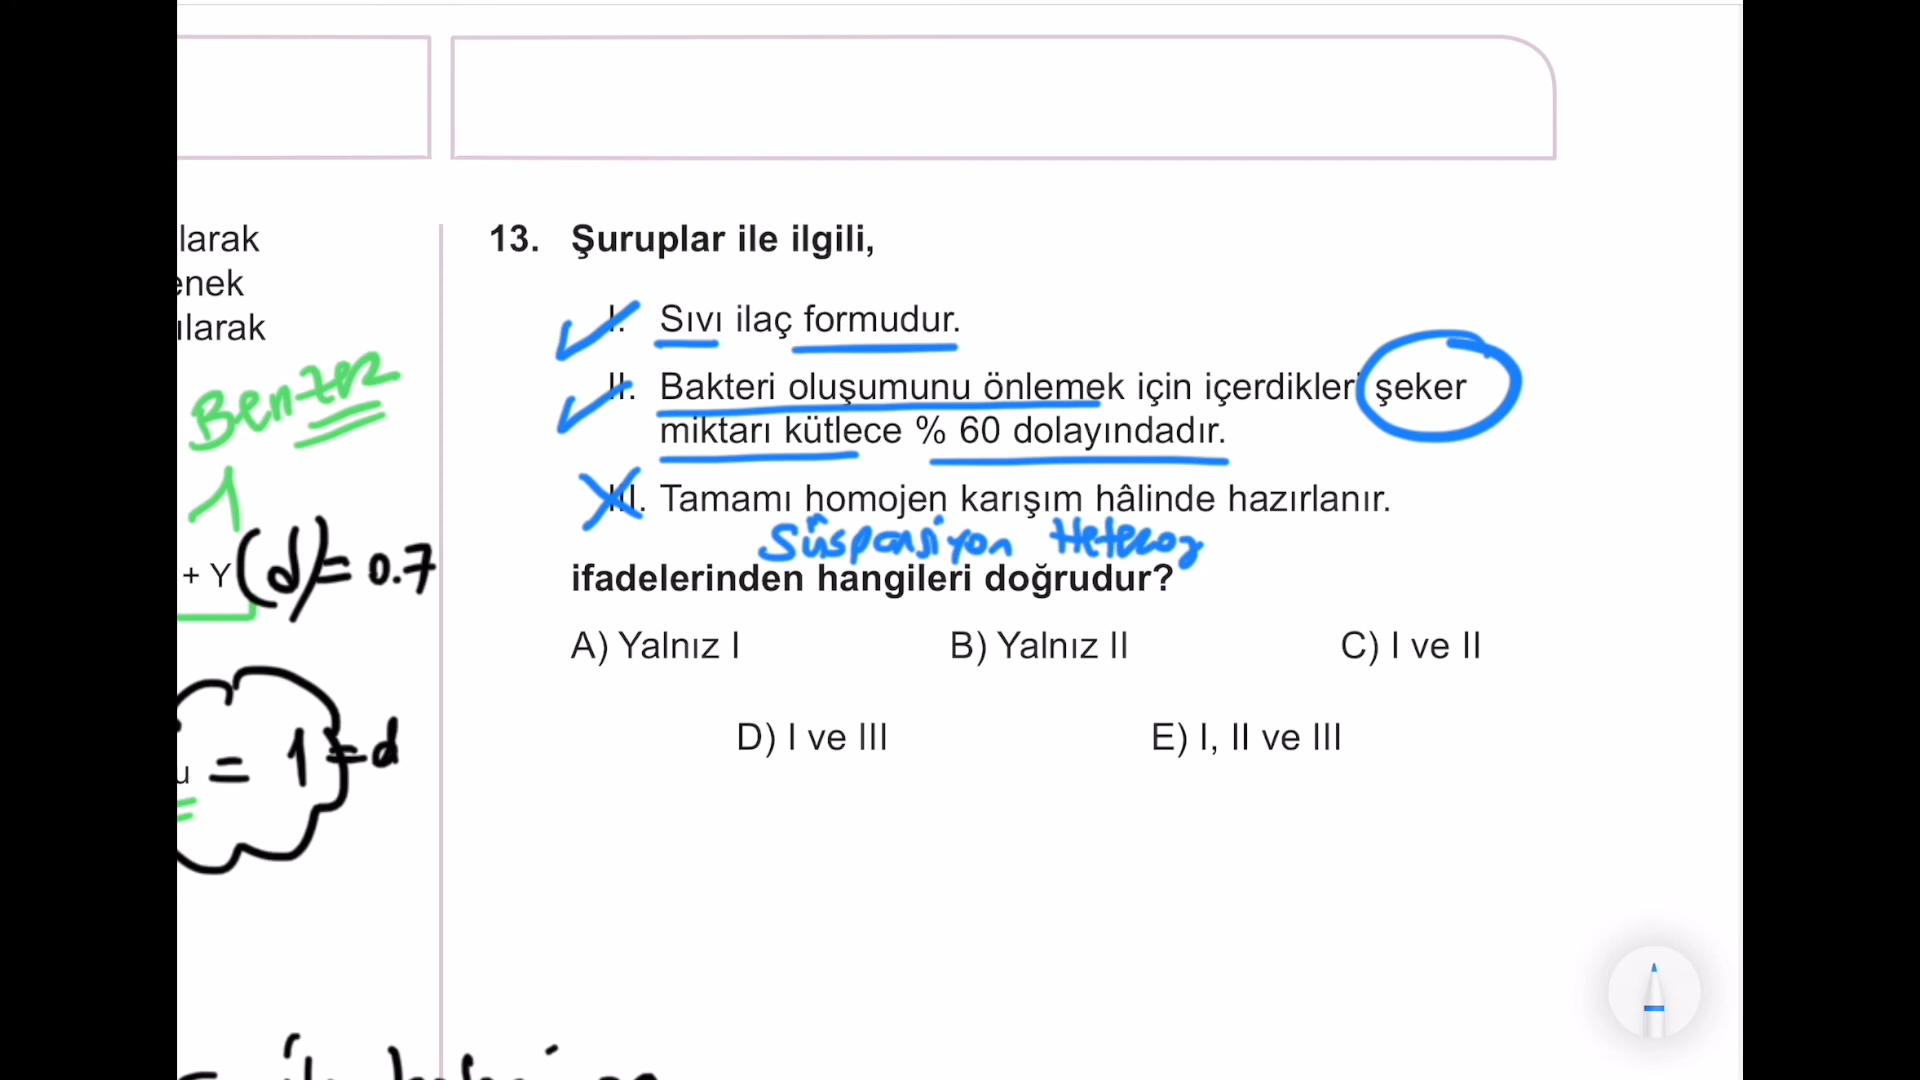 larak
enek
ılarak
Benzer
1
+ Y (d) = 0.7
u = 1 = d
13. Şuruplar ile ilgili,
I. Sıvı ilaç formudur.
II. Bakteri oluşumunu önlemek için içerdikleri şeker
miktarı kütlece % 60 dolayındadır.
III. Tamamı homojen karışım hâlinde hazırlanır.
Süspansiyon Heteroj
ifadelerinden hangileri doğrudur?
A) Yalnız I B) Yalnız II C) I ve II
D) I ve III E) I, II ve III